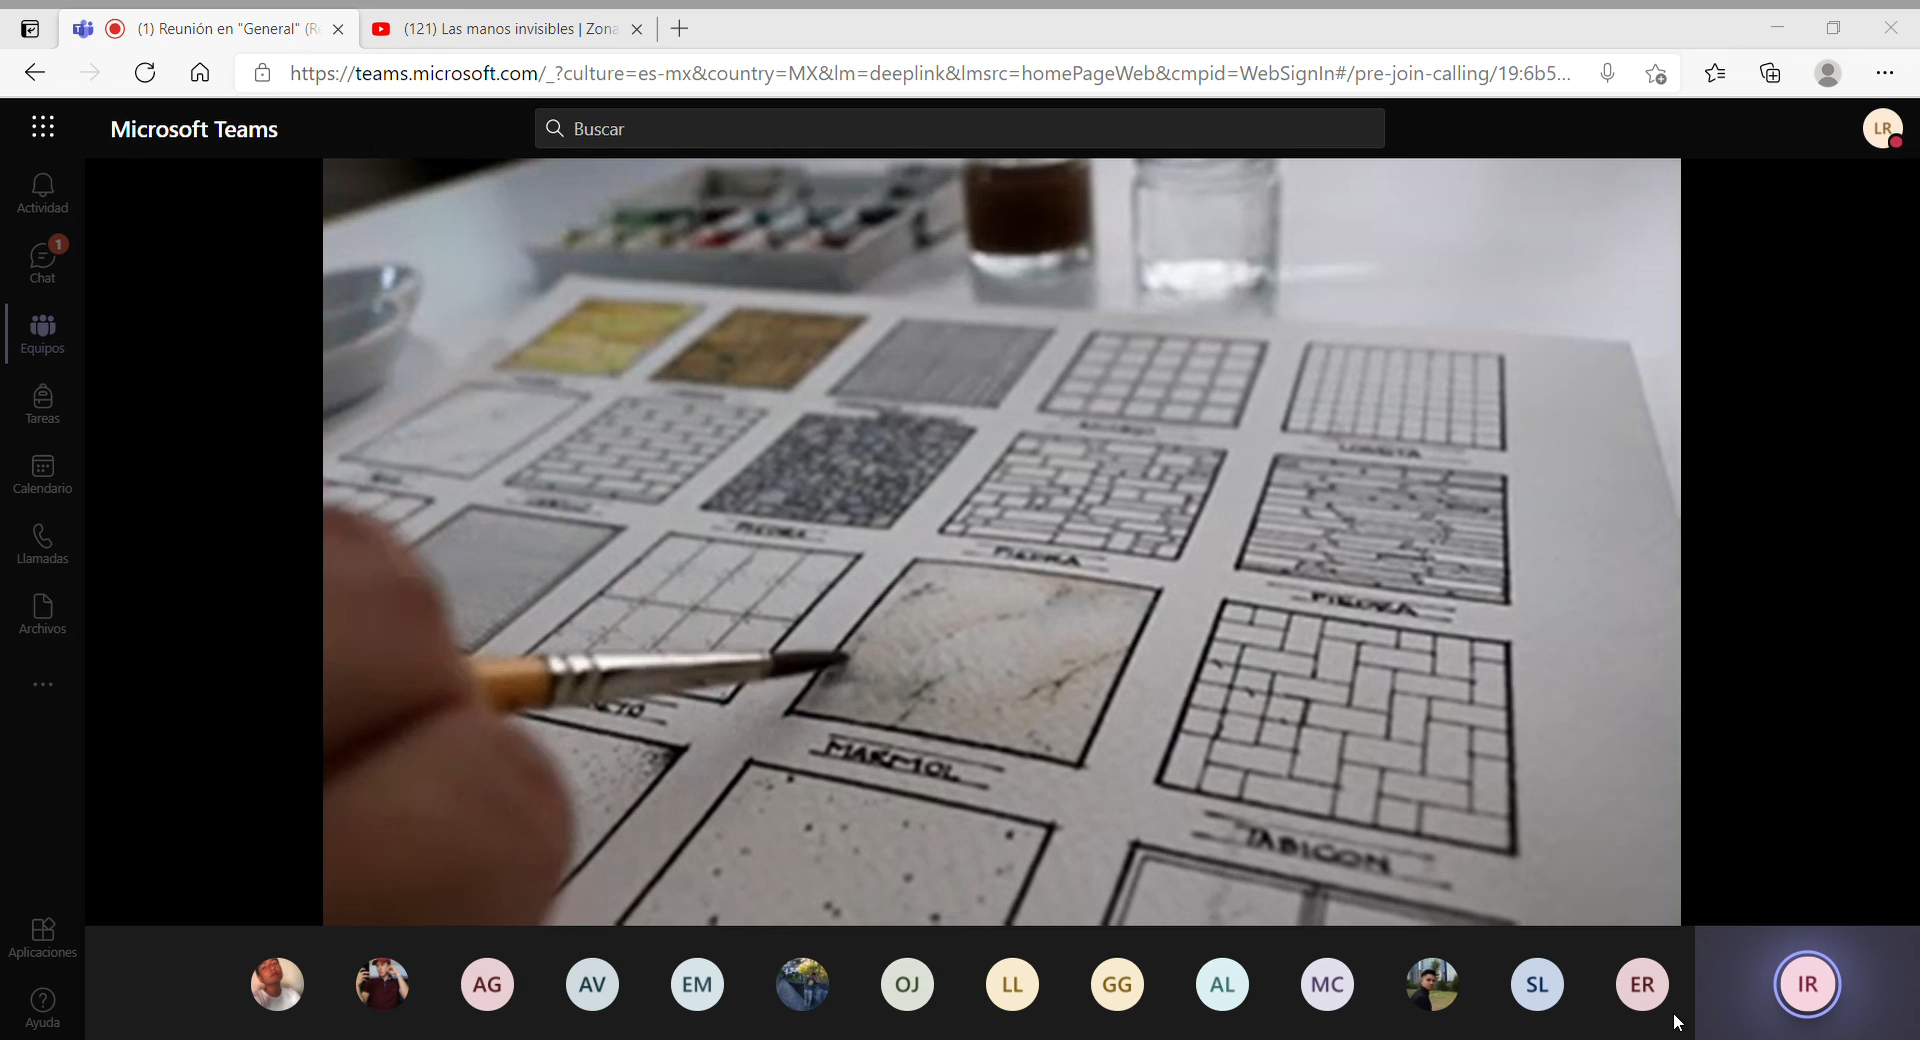 (1) Reunión en "General" (R
(121) Las manos invisibles | Zona
https://teams.microsoft.com/_?culture=es-mx&country=MX&lm=deeplink&lmsrc=homePageWeb&cmpid=WebSignIn#/pre-join-calling/19:6b5...
Microsoft Teams
Buscar
LR
Actividad
1
Chat
Equipos
Tareas
Calendario
Llamadas
Archivos
Aplicaciones
Ayuda
LOSETA
PIEDRA
PIEDRA
PIEDRA
MARMOL
TABICON
AG
AV
EM
OJ
LL
GG
AL
MC
SL
ER
IR